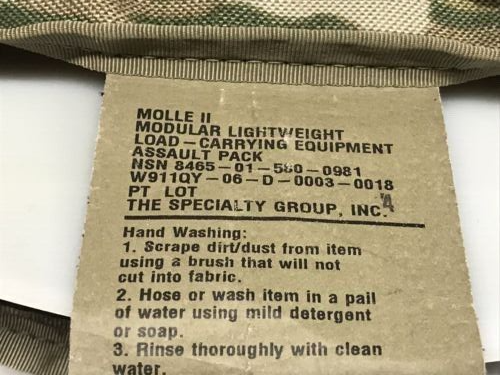 MOLLE II
MODULAR LIGHTWEIGHT
LOAD-CARRYING EQUIPMENT
ASSAULT PACK
NSN 8465-01-580-0981
W911QY-06-D-0003-0018
PT LOT 4
THE SPECIALTY GROUP, INC.
Hand Washing:
1. Scrape dirt/dust from item
using a brush that will not
cut into fabric.
2. Hose or wash item in a pail
of water using mild detergent
or soap.
3. Rinse thoroughly with clean
water.